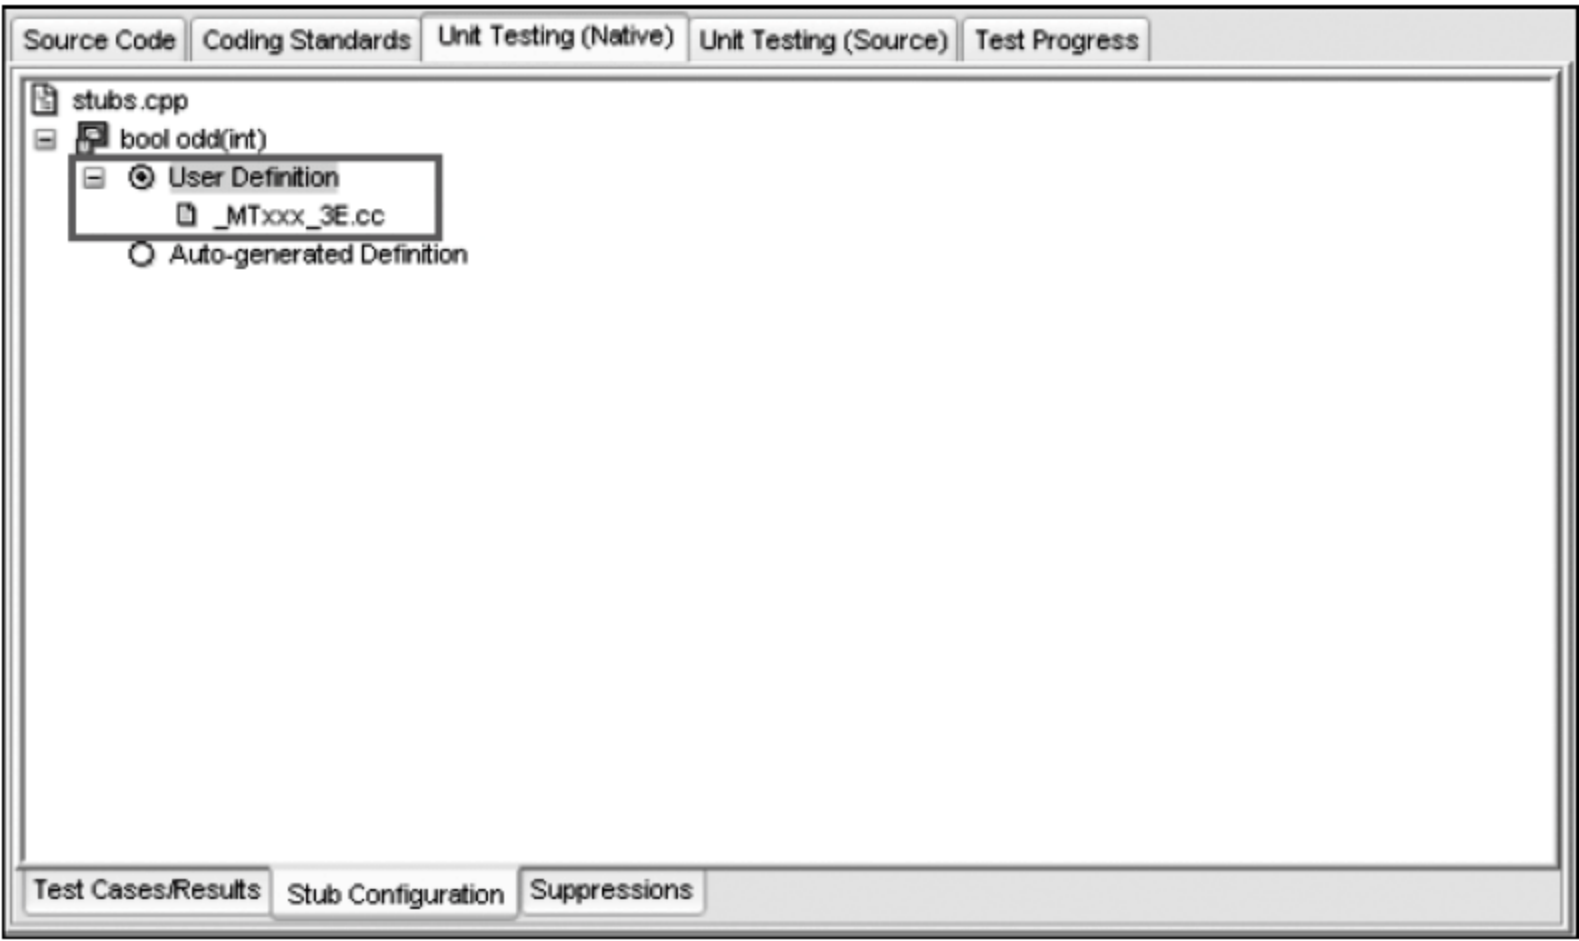 Source Code Coding Standards Unit Testing (Native) Unit Testing (Source) Test Progress
stubs.cpp
bool odd(int)
User Definition
_MTxxx_3E.cc
Auto-generated Definition
Test Cases/Results Stub Configuration Suppressions